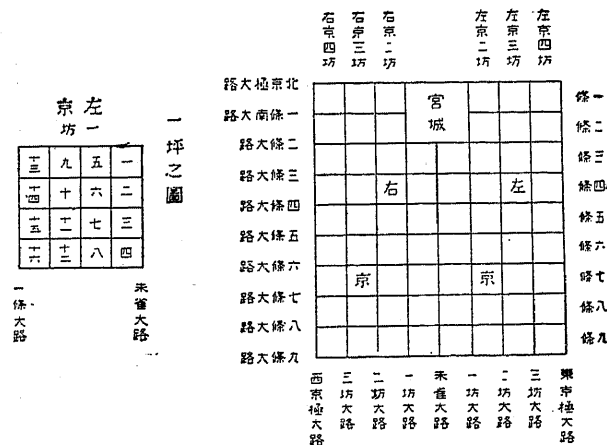 左京四坊
左京三坊
左京二坊
右京二坊
右京三坊
右京四坊
一條
二條
三條
四條
五條
六條
七條
八條
九條
宮城
左
右
京
京
北京極大路
一條南大路
二條大路
三條大路
四條大路
五條大路
六條大路
七條大路
八條大路
九條大路
東京極大路
三坊大路
二坊大路
一坊大路
朱雀大路
一坊大路
二坊大路
三坊大路
西京極大路
一坪之圖
左京
一坊
一
二
三
四
五
六
七
八
九
十
十一
十二
十三
十四
十五
十六
朱雀大路
一條大路